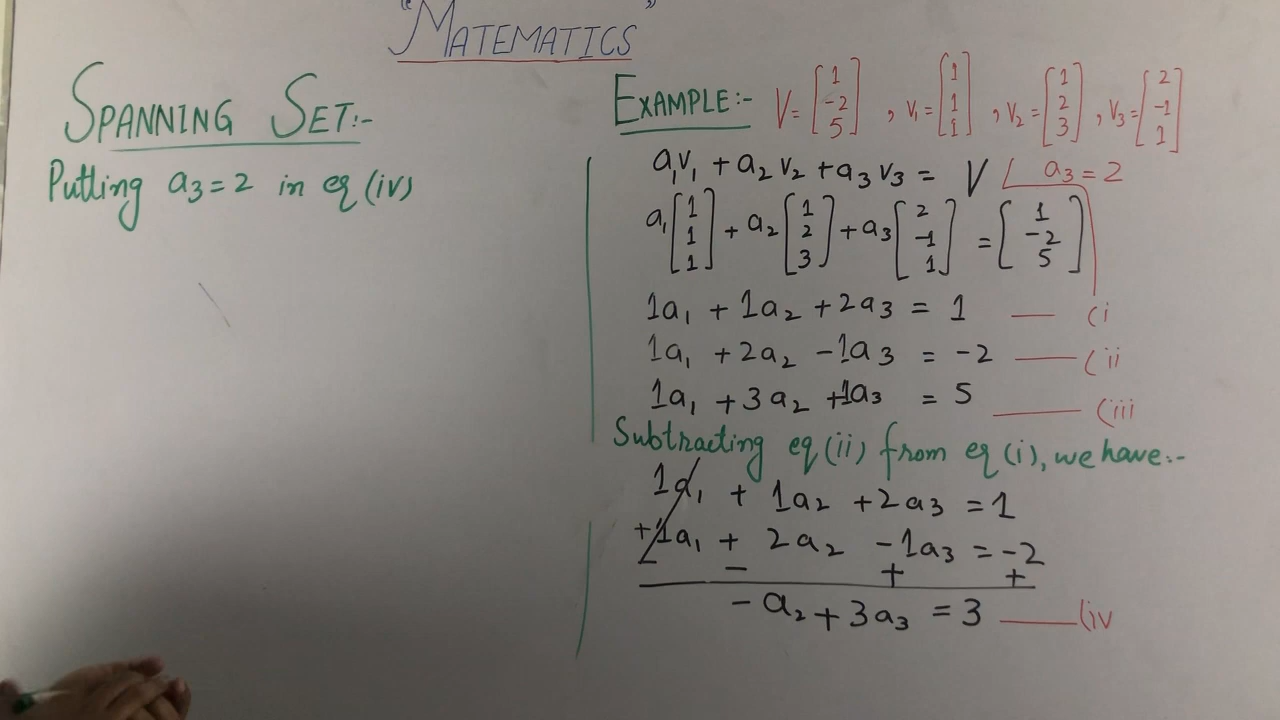 "MATEMATICS"
SPANNING SET:-
Putting a₃=2 in eq (iv)
EXAMPLE:- V=[1 -2 5], v₁=[1 1 1], v₂=[1 2 3], v₃=[2 -1 1]
a₁v₁ + a₂v₂ + a₃v₃ = V a₃=2
a₁[1 1 1] + a₂[1 2 3] + a₃[2 -1 1] = [1 -2 5]
1a₁ + 1a₂ + 2a₃ = 1 — (i
1a₁ + 2a₂ -1a₃ = -2 — (ii
1a₁ + 3a₂ +1a₃ = 5 — (iii
Subtracting eq (ii) from eq (i), we have:-
1a₁ + 1a₂ + 2a₃ = 1
+1a₁ + 2a₂ -1a₃ = -2
- - + +
-a₂ + 3a₃ = 3 — (iv